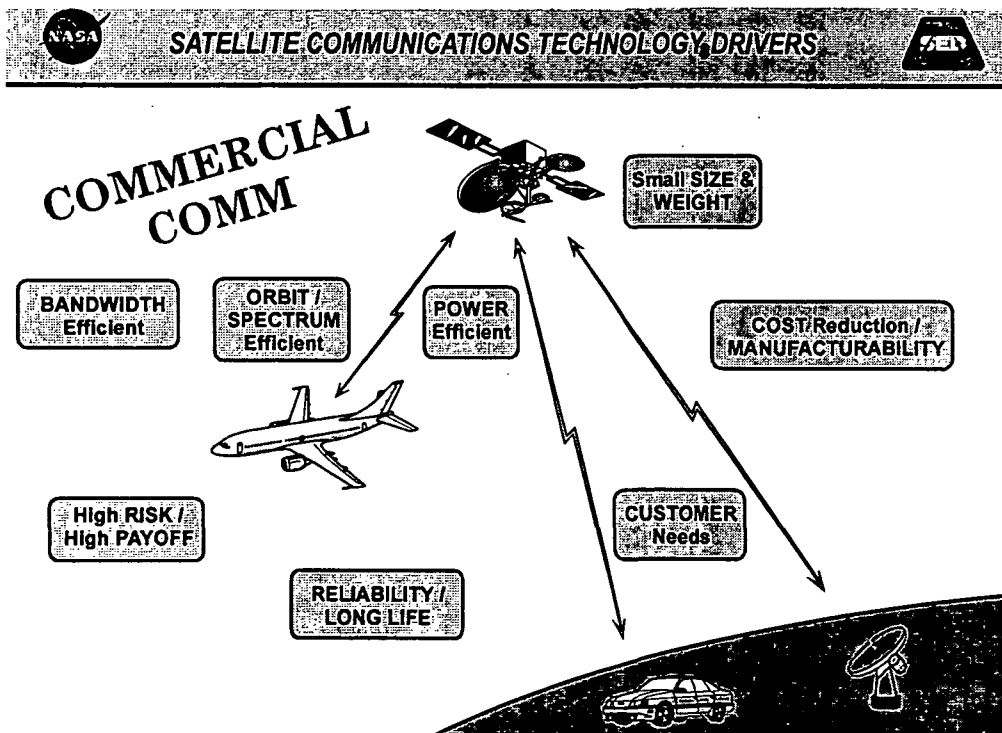 NASA
SATELLITE COMMUNICATIONS TECHNOLOGY DRIVERS
SED
COMMERCIAL
COMM
Small SIZE &
WEIGHT
BANDWIDTH
Efficient
ORBIT /
SPECTRUM
Efficient
POWER
Efficient
COST Reduction /
MANUFACTURABILITY
High RISK /
High PAYOFF
CUSTOMER
Needs
RELIABILITY /
LONG LIFE